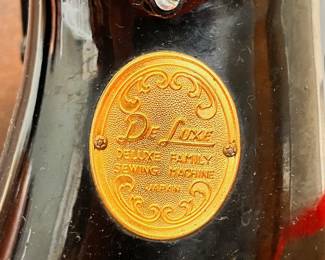 De Luxe
DELUXE FAMILY
SEWING MACHINE
JAPAN